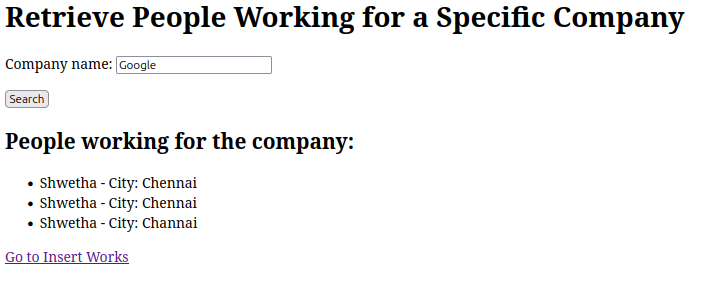 Retrieve People Working for a Specific Company
Company name: Google
Search
People working for the company:
• Shwetha - City: Chennai
• Shwetha - City: Chennai
• Shwetha - City: Channai
Go to Insert Works